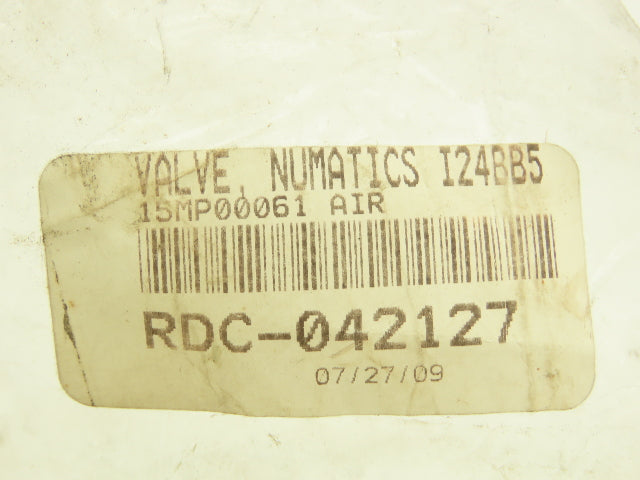 VALVE, NUMATICS I24BB5
15MP00061 AIR
RDC-042127
07/27/09